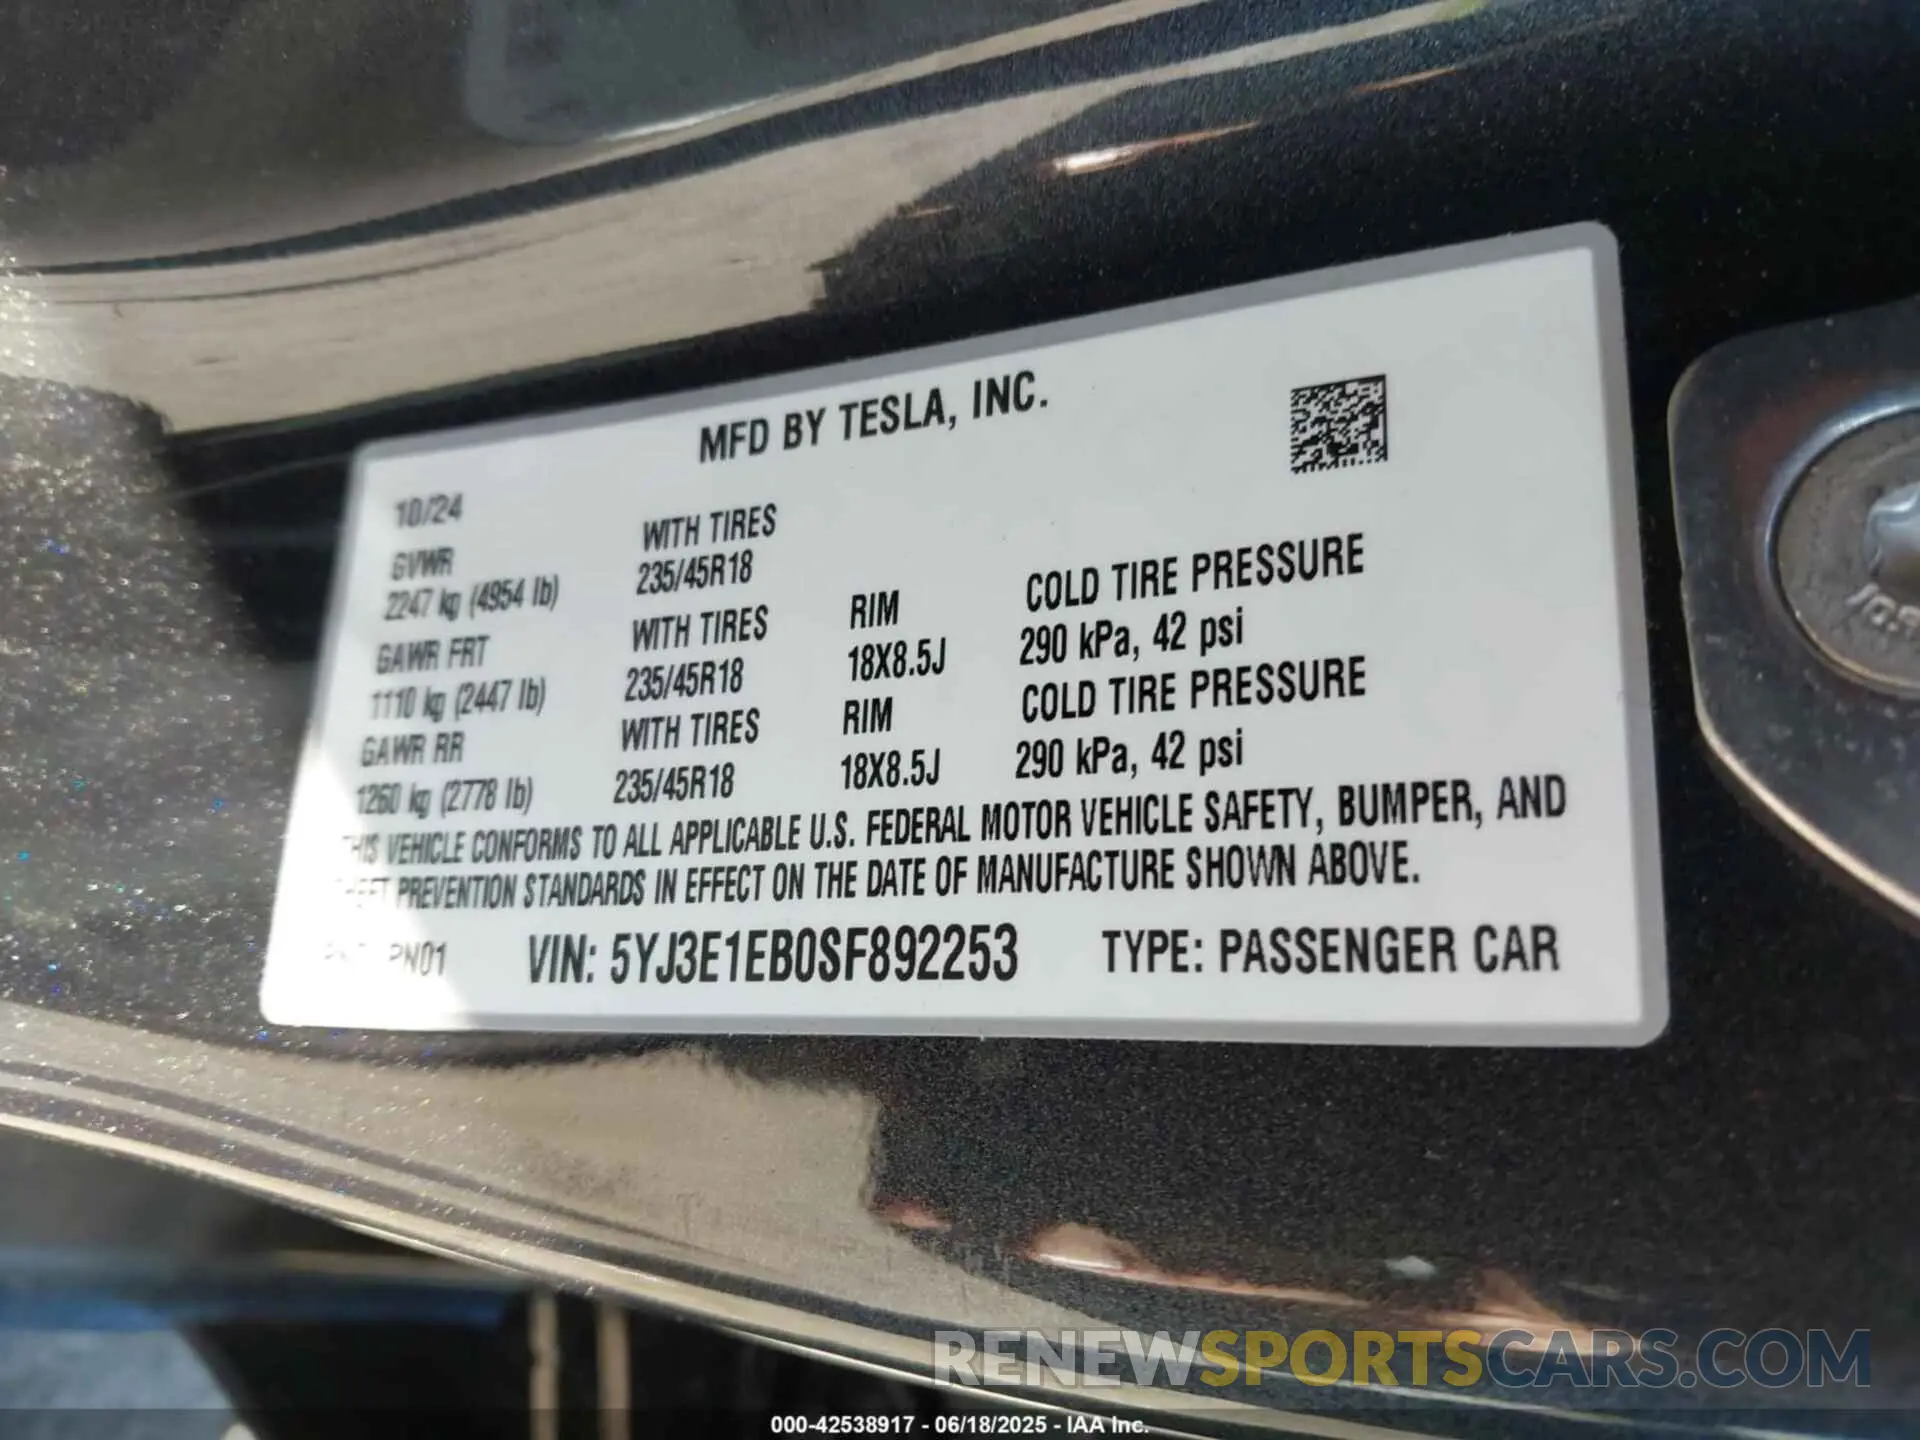 MFD BY TESLA, INC.
10/24
GVWR WITH TIRES
2247 kg (4954 lb) 235/45R18
GAWR FRT WITH TIRES RIM COLD TIRE PRESSURE
1110 kg (2447 lb) 235/45R18 18X8.5J 290 kPa, 42 psi
GAWR RR WITH TIRES RIM COLD TIRE PRESSURE
1260 kg (2778 lb) 235/45R18 18X8.5J 290 kPa, 42 psi
THIS VEHICLE CONFORMS TO ALL APPLICABLE U.S. FEDERAL MOTOR VEHICLE SAFETY, BUMPER, AND
THEFT PREVENTION STANDARDS IN EFFECT ON THE DATE OF MANUFACTURE SHOWN ABOVE.
PN01 VIN: 5YJ3E1EB0SF892253 TYPE: PASSENGER CAR
RENEWSPORTSCARS.COM
000-42538917 - 06/18/2025 - IAA Inc.